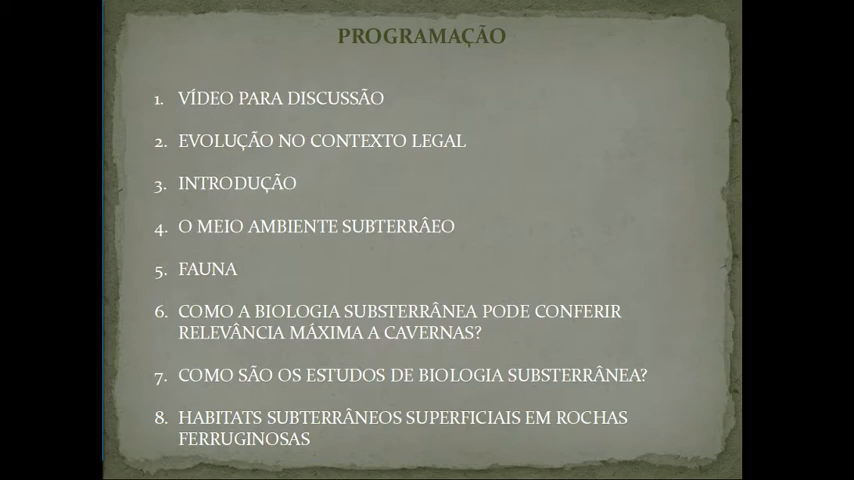 PROGRAMAÇÃO
1. VÍDEO PARA DISCUSSÃO
2. EVOLUÇÃO NO CONTEXTO LEGAL
3. INTRODUÇÃO
4. O MEIO AMBIENTE SUBTERRÂEO
5. FAUNA
6. COMO A BIOLOGIA SUBSTERRÂNEA PODE CONFERIR
RELEVÂNCIA MÁXIMA A CAVERNAS?
7. COMO SÃO OS ESTUDOS DE BIOLOGIA SUBSTERRÂNEA?
8. HABITATS SUBTERRÂNEOS SUPERFICIAIS EM ROCHAS
FERRUGINOSAS